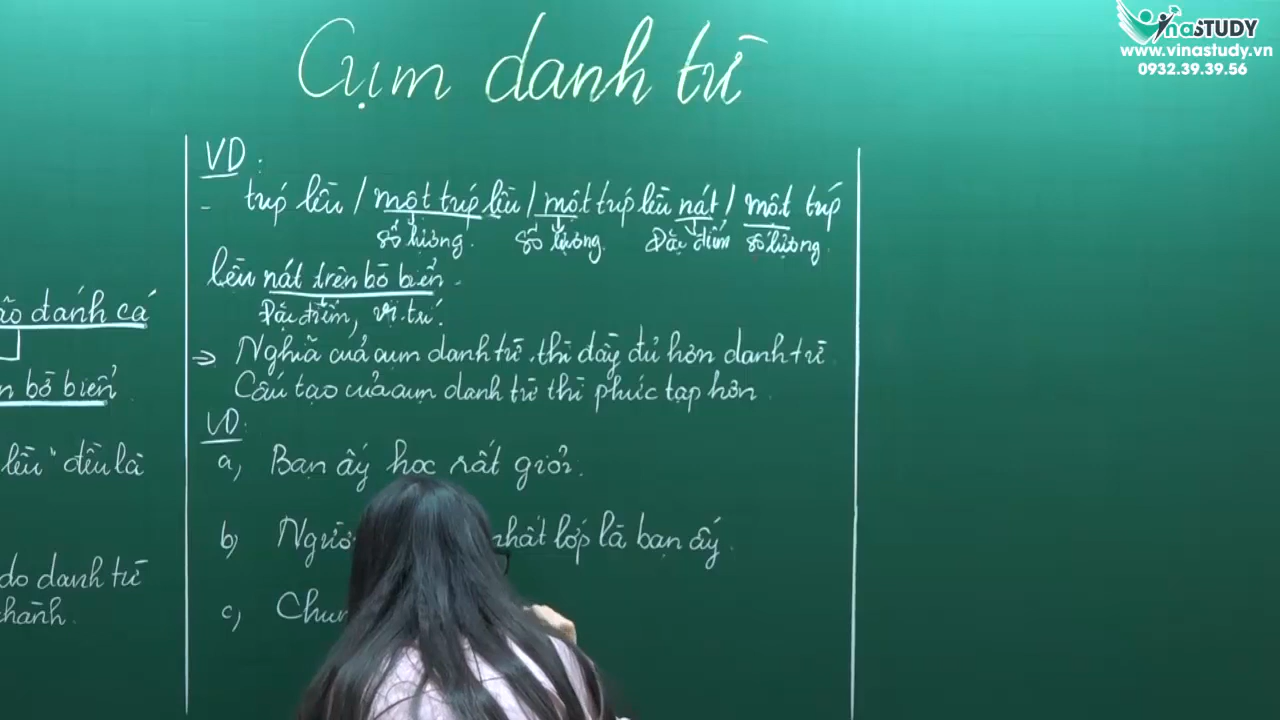 VinaSTUDY
www.vinastudy.vn
0932.39.39.56
Cụm danh từ
ão đánh cá
n bờ biển
lều" đều là
do danh từ
thành.
VD:
- túp lều / một túp lều / một túp lều nát / một túp
số lượng. số lượng. Đặc điểm số lượng.
lều nát trên bờ biển.
Đặc điểm, vị trí.
=> Nghĩa của cụm danh từ thì đầy đủ hơn danh từ
Cấu tạo của cụm danh từ thì phức tạp hơn
VD:
a, Bạn ấy học rất giỏi.
b, nhất lớp là bạn ấy.
c,